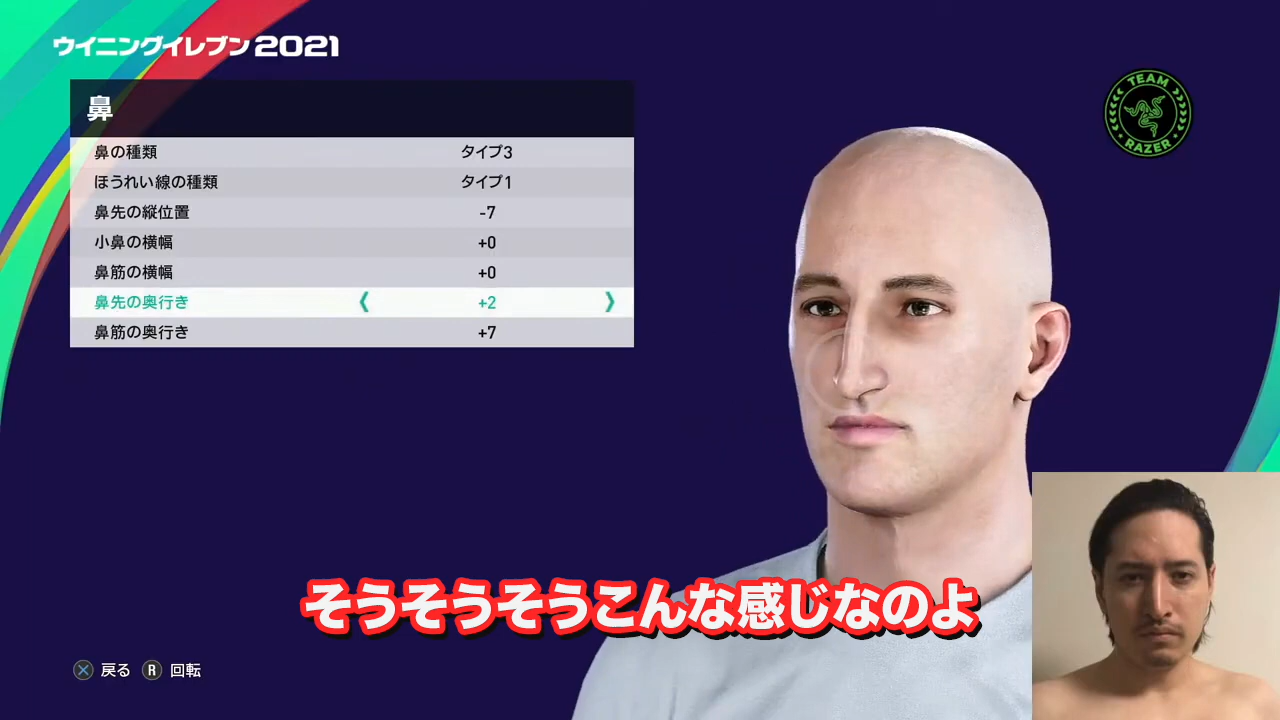 ウイニングイレブン2021
鼻
鼻の種類 タイプ3
ほうれい線の種類 タイプ1
鼻先の縦位置 -7
小鼻の横幅 +0
鼻筋の横幅 +0
鼻先の奥行き +2
鼻筋の奥行き +7
TEAM
RAZER
そうそうそうこんな感じなのよ
戻る R 回転